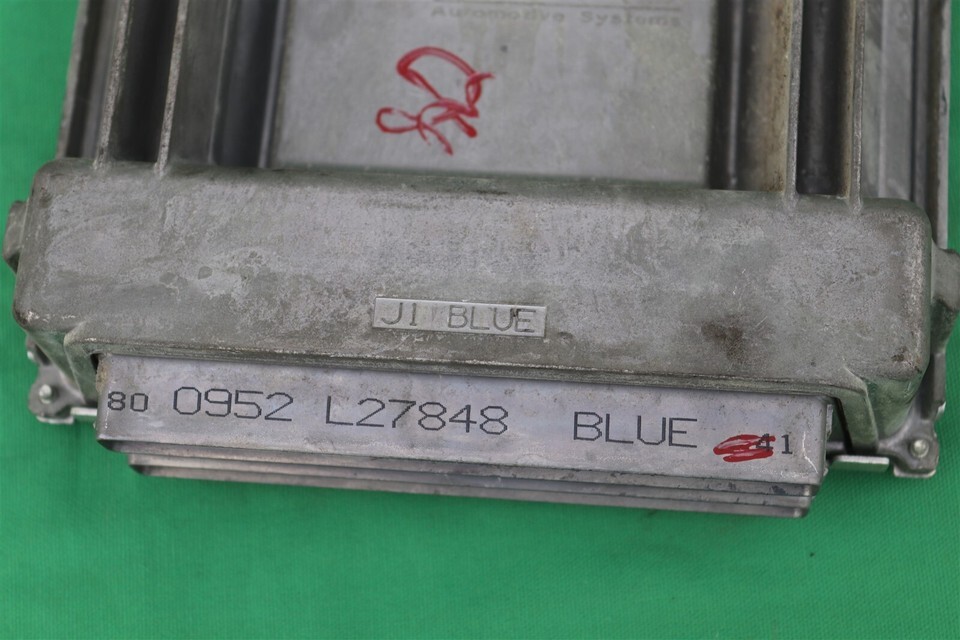 Automotive Systems
J1 BLUE
80 0952 L27848 BLUE 41